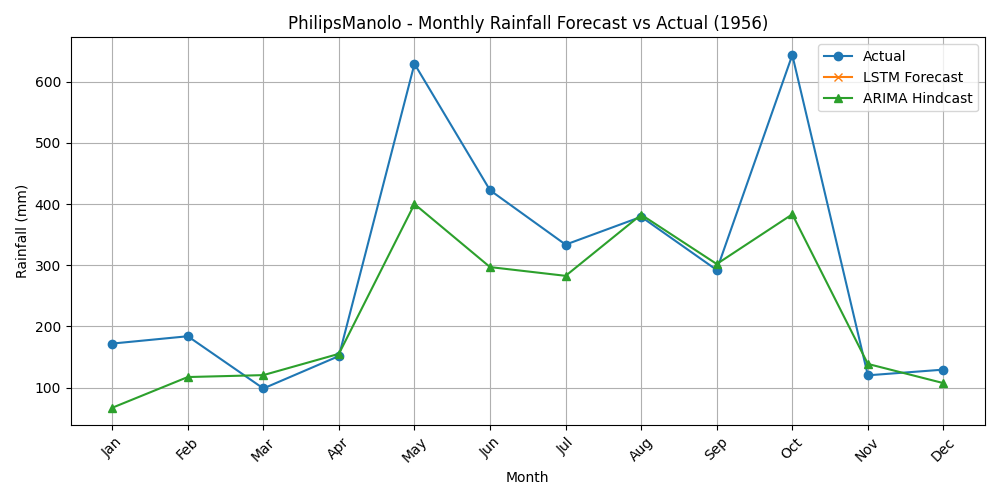 PhilipsManolo - Monthly Rainfall Forecast vs Actual (1956)
Actual
LSTM Forecast
ARIMA Hindcast
Rainfall (mm)
600
500
400
300
200
100
Jan
Feb
Mar
Apr
May
Jun
Jul
Aug
Sep
Oct
Nov
Dec
Month